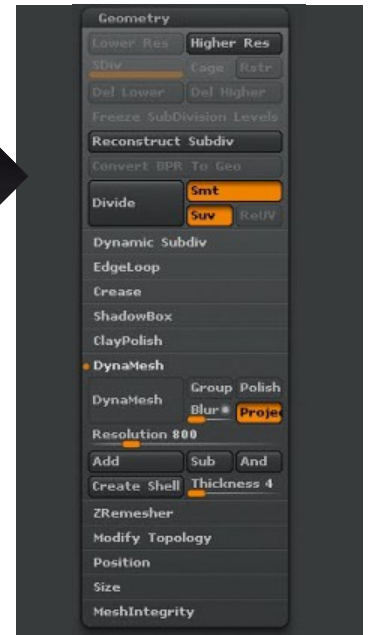 Geometry
Lower Res Higher Res
SDiv Cage Rstr
Del Lower Del Higher
Freeze SubDivision Levels
Reconstruct Subdiv
Convert BPR To Geo
Divide Smt
Suv ReUV
Dynamic Subdiv
EdgeLoop
Crease
ShadowBox
ClayPolish
DynaMesh
DynaMesh Group Polish
Blur Proje
Resolution 800
Add Sub And
Create Shell Thickness 4
ZRemesher
Modify Topology
Position
Size
MeshIntegrity